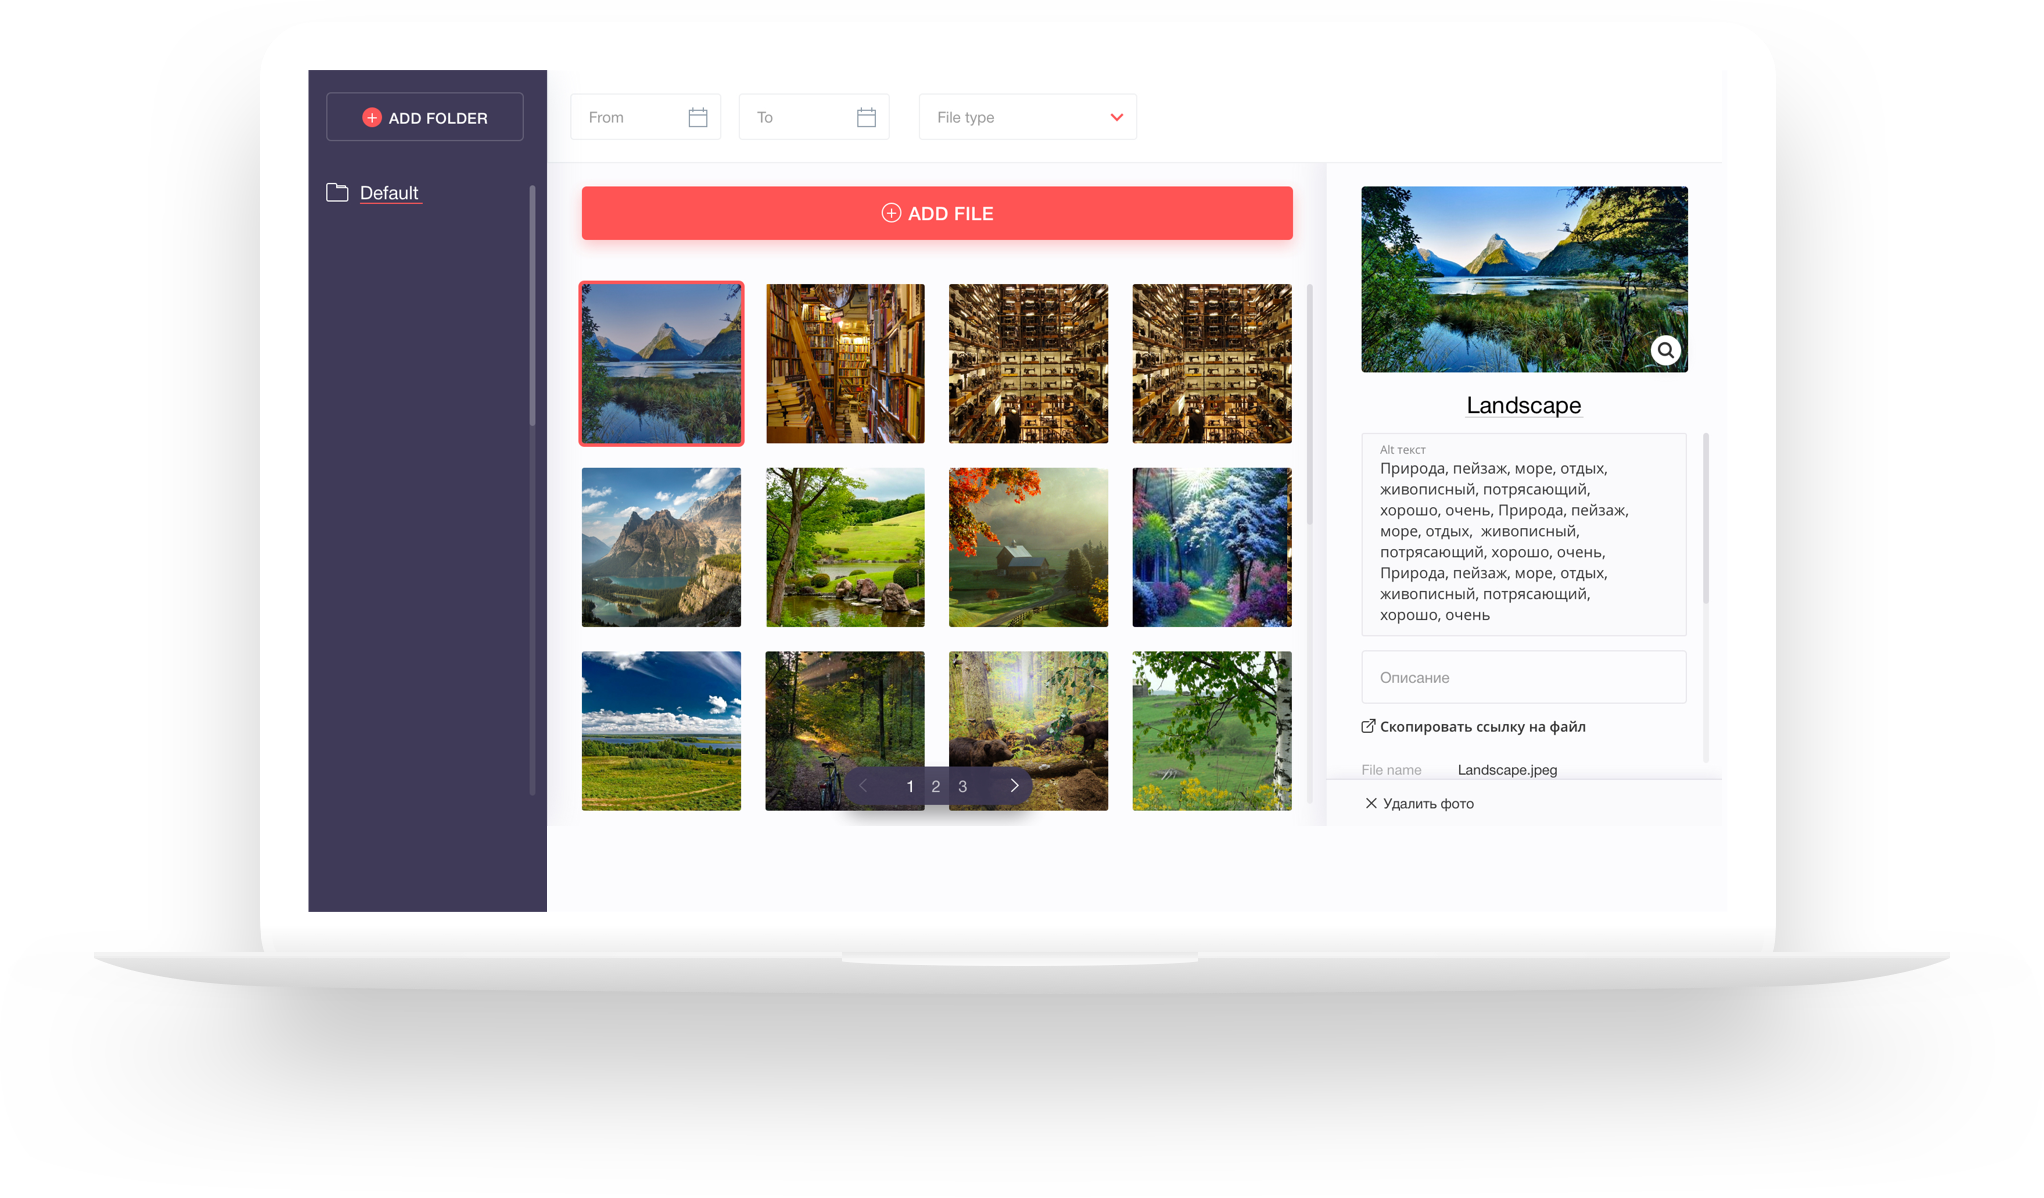 ADD FOLDER
Default
From
To
File type
ADD FILE
1 2 3
Landscape
Alt текст
Природа, пейзаж, море, отдых,
живописный, потрясающий,
хорошо, очень, Природа, пейзаж,
море, отдых, живописный,
потрясающий, хорошо, очень,
Природа, пейзаж, море, отдых,
живописный, потрясающий,
хорошо, очень
Описание
Скопировать ссылку на файл
File name Landscape.jpeg
Удалить фото